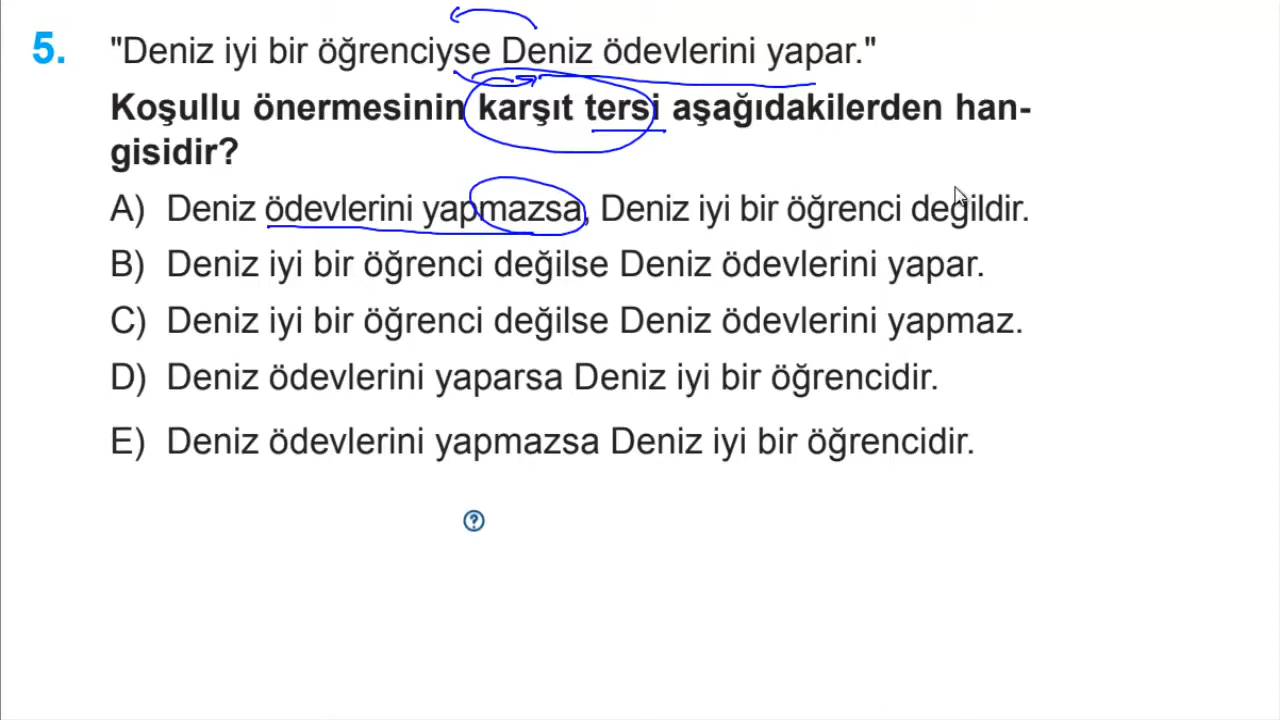 5. "Deniz iyi bir öğrenciyse Deniz ödevlerini yapar."
Koşullu önermesinin karşıt tersi aşağıdakilerden han-
gisidir?
A) Deniz ödevlerini yapmazsa, Deniz iyi bir öğrenci değildir.
B) Deniz iyi bir öğrenci değilse Deniz ödevlerini yapar.
C) Deniz iyi bir öğrenci değilse Deniz ödevlerini yapmaz.
D) Deniz ödevlerini yaparsa Deniz iyi bir öğrencidir.
E) Deniz ödevlerini yapmazsa Deniz iyi bir öğrencidir.
?